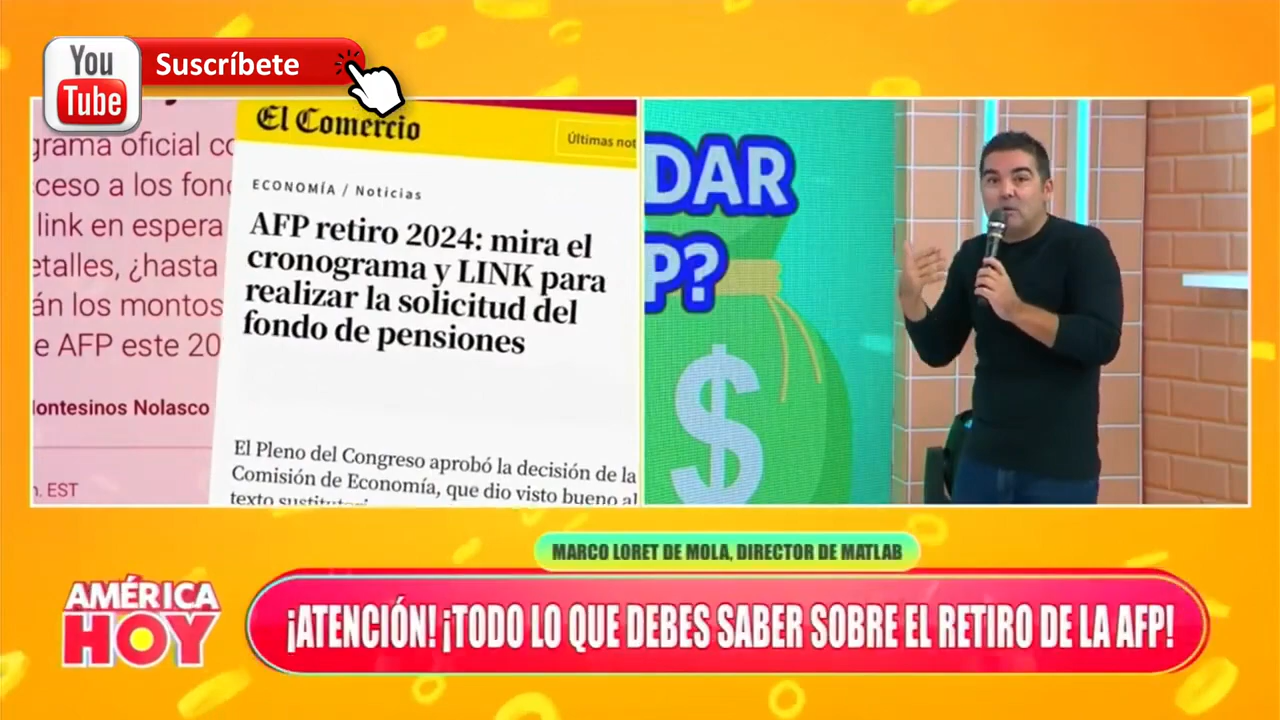 You
Tube
Suscríbete
grama oficial
ceso a los
link en espera
etalles, ¿hasta
án los montos
e AFP este 20
Montesinos Nolasco
EST
El Comercio
Últimas
ECONOMÍA / Noticias
AFP retiro 2024: mira el
cronograma y LINK para
realizar la solicitud del
fondo de pensiones
El Pleno del Congreso aprobó la decisión de la
Comisión de Economía, que dio visto bueno al
texto
DAR
P?
$
MARCO LORET DE MOLA, DIRECTOR DE MATLAB
AMÉRICA
HOY
¡ATENCIÓN! ¡TODO LO QUE DEBES SABER SOBRE EL RETIRO DE LA AFP!